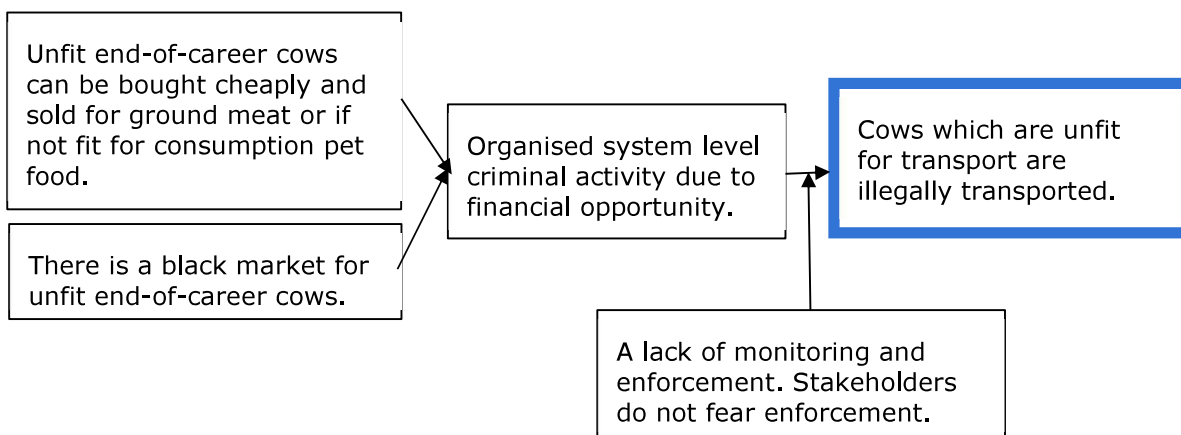 Unfit end-of-career cows
can be bought cheaply and
sold for ground meat or if
not fit for consumption pet
food.
There is a black market for
unfit end-of-career cows.
Organised system level
criminal activity due to
financial opportunity.
Cows which are unfit
for transport are
illegally transported.
A lack of monitoring and
enforcement. Stakeholders
do not fear enforcement.